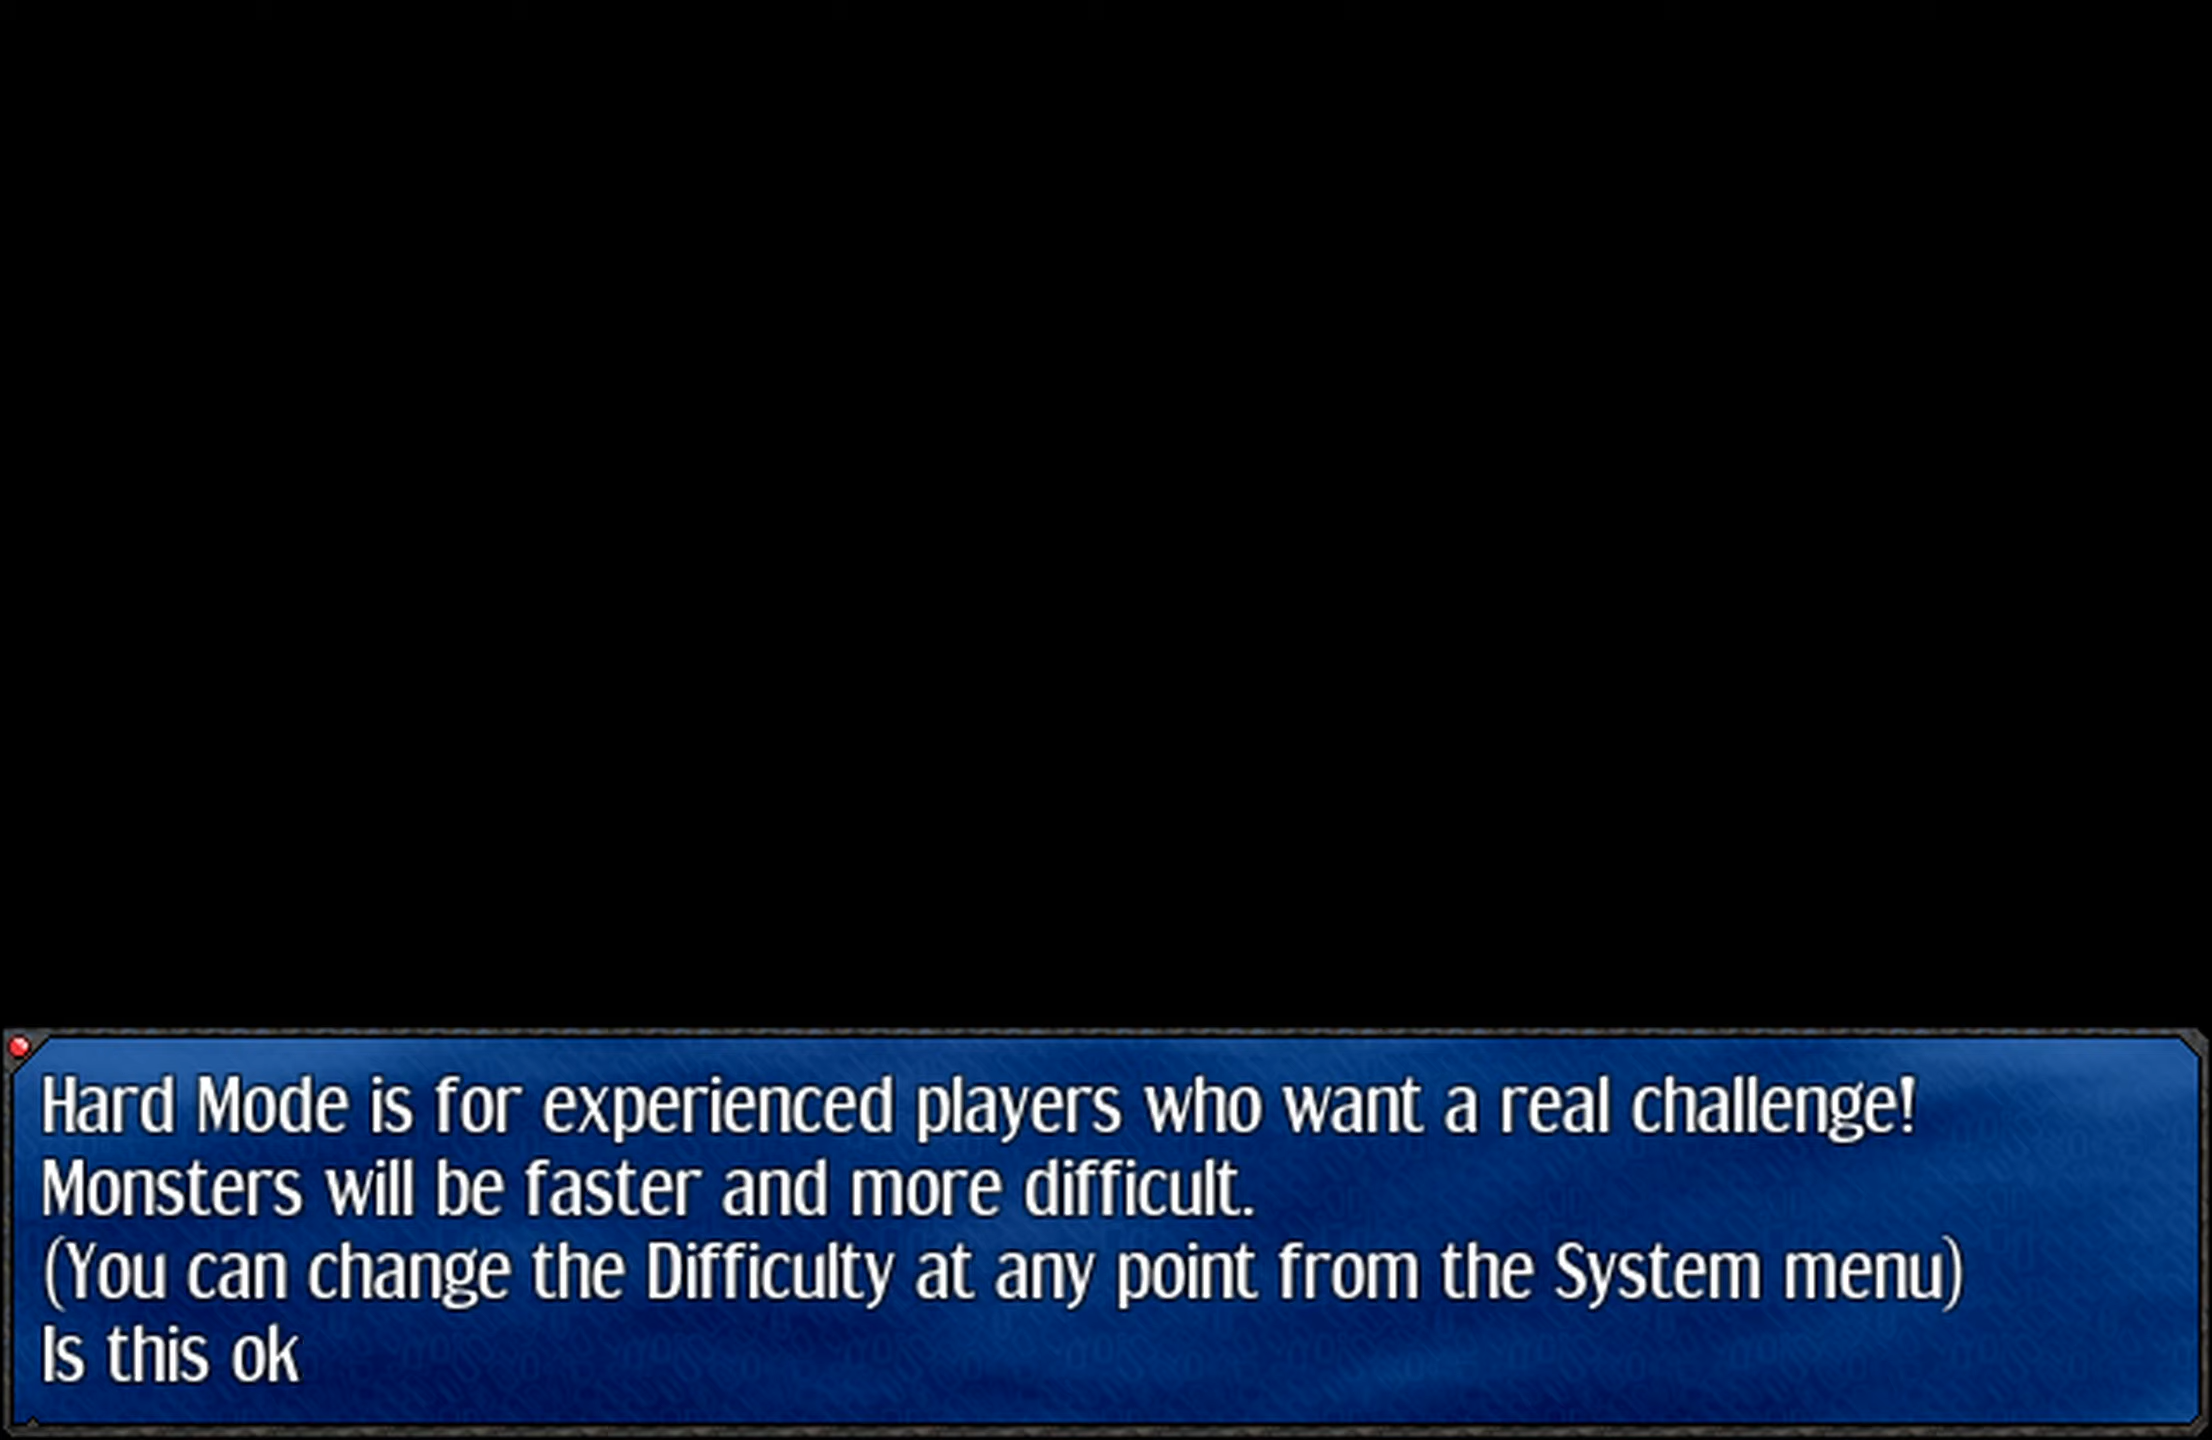 Hard Mode is for experienced players who want a real challenge!
Monsters will be faster and more difficult.
(You can change the Difficulty at any point from the System menu)
Is this ok